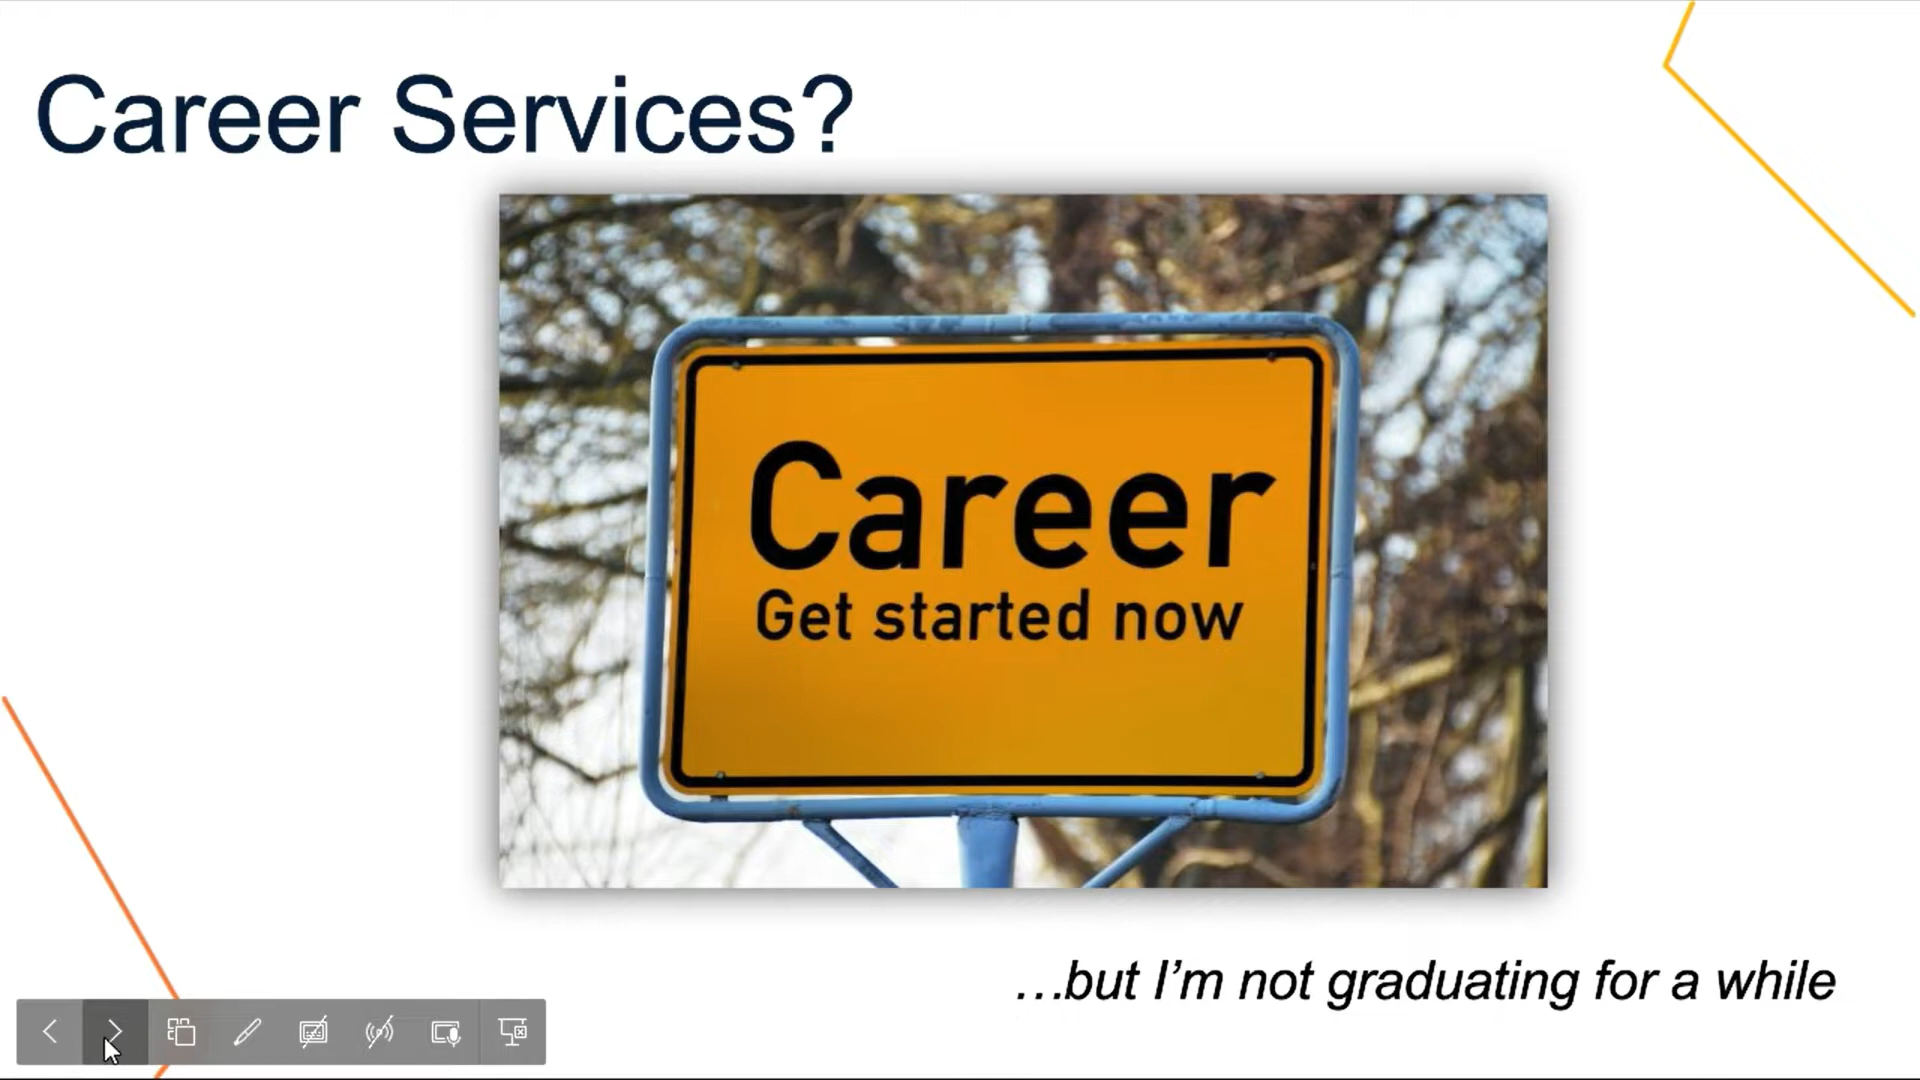 Career Services?
Career
Get started now
…but I'm not graduating for a while